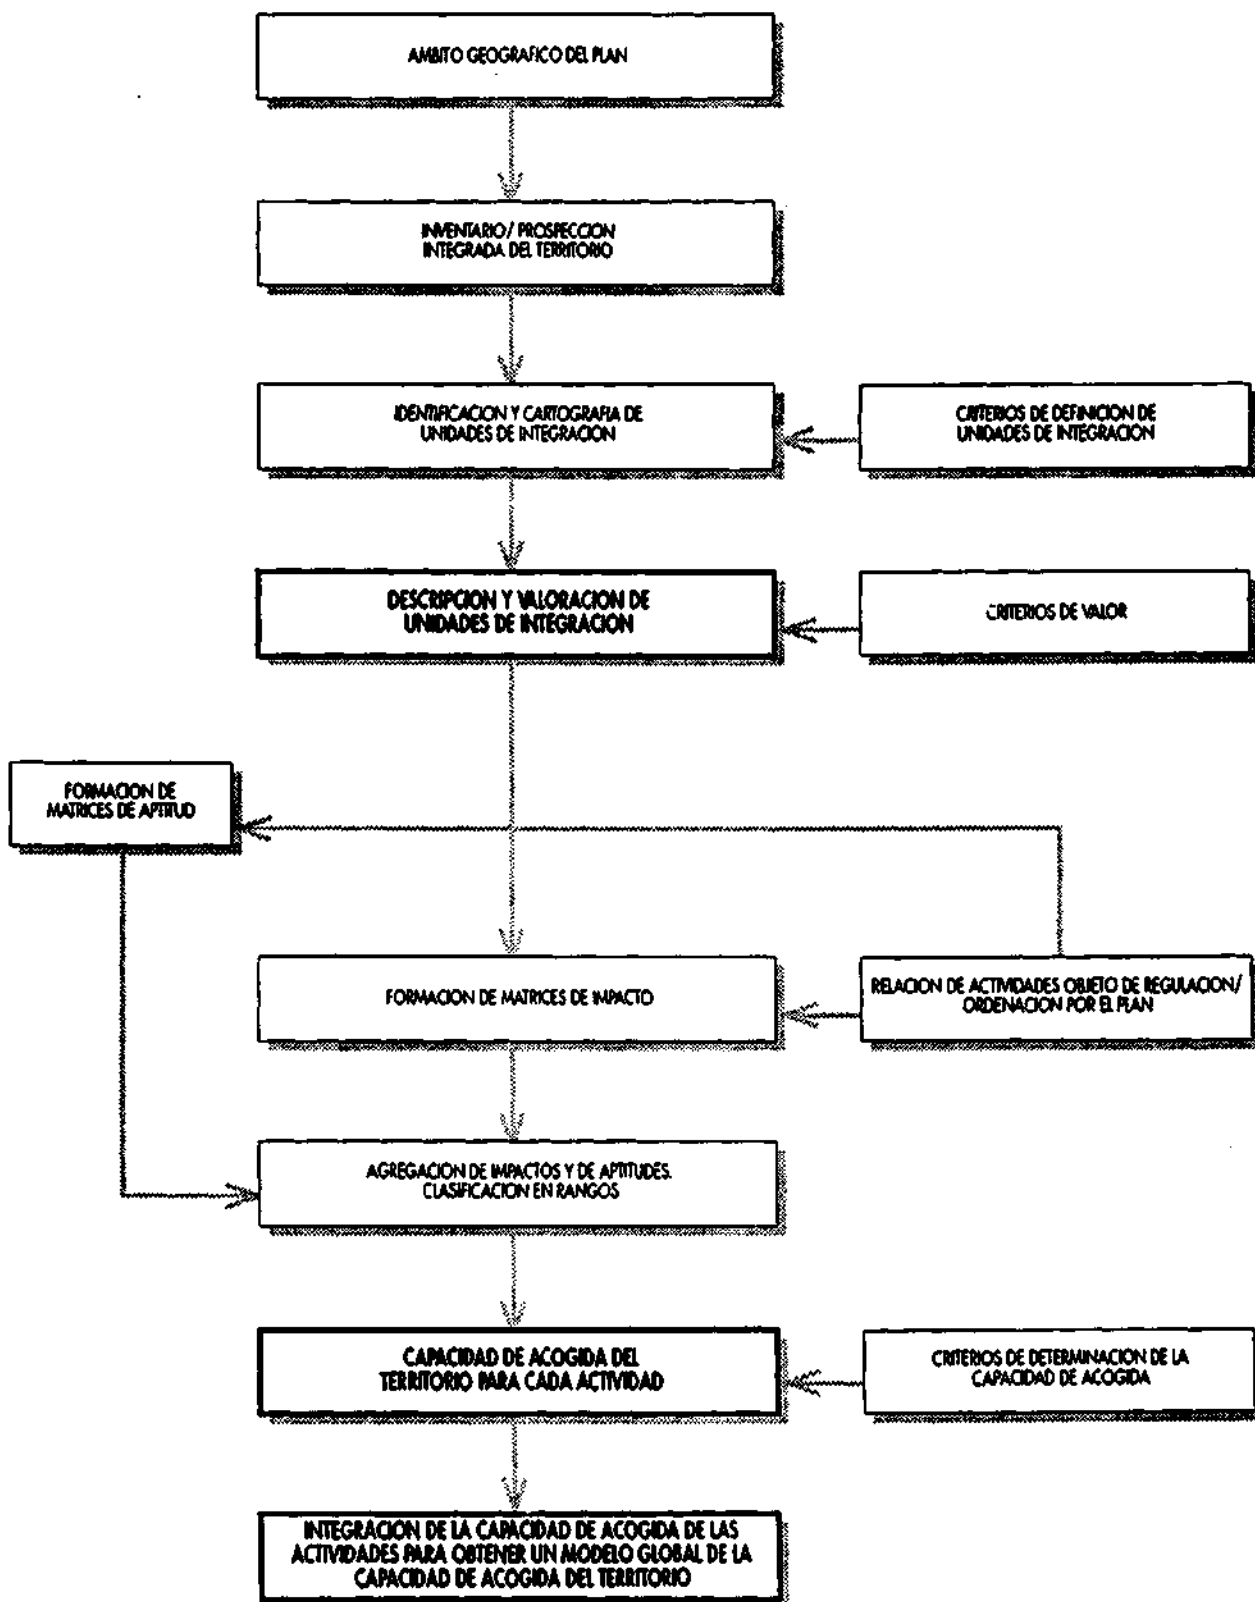 AMBITO GEOGRAFICO DEL PLAN
INVENTARIO/ PROSPECCION
INTEGRADA DEL TERRITORIO
IDENTIFICACION Y CARTOGRAFIA DE
UNIDADES DE INTEGRACION
CRITERIOS DE DEFINICION DE
UNIDADES DE INTEGRACION
DESCRIPCION Y VALORACION DE
UNIDADES DE INTEGRACION
CRITERIOS DE VALOR
FORMACION DE
MATRICES DE APTITUD
FORMACION DE MATRICES DE IMPACTO
RELACION DE ACTIVIDADES OBJETO DE REGULACION/
ORDENACION POR EL PLAN
AGREGACION DE IMPACTOS Y DE APTITUDES.
CLASIFICACION EN RANGOS
CAPACIDAD DE ACOGIDA DEL
TERRITORIO PARA CADA ACTIVIDAD
CRITERIOS DE DETERMINACION DE LA
CAPACIDAD DE ACOGIDA
INTEGRACION DE LA CAPACIDAD DE ACOGIDA DE LAS
ACTIVIDADES PARA OBTENER UN MODELO GLOBAL DE LA
CAPACIDAD DE ACOGIDA DEL TERRITORIO